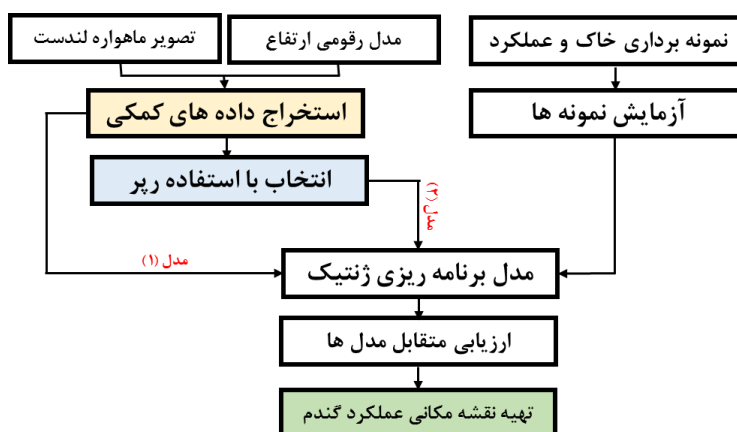 نمونه برداری خاک و عملکرد
مدل رقومی ارتفاع
تصویر ماهواره لندست
آزمایش نمونه ها
استخراج داده های کمکی
انتخاب با استفاده رپر
مدل (۲)
مدل (۱)
مدل برنامه ریزی ژنتیک
ارزیابی متقابل مدل ها
تهیه نقشه مکانی عملکرد گندم